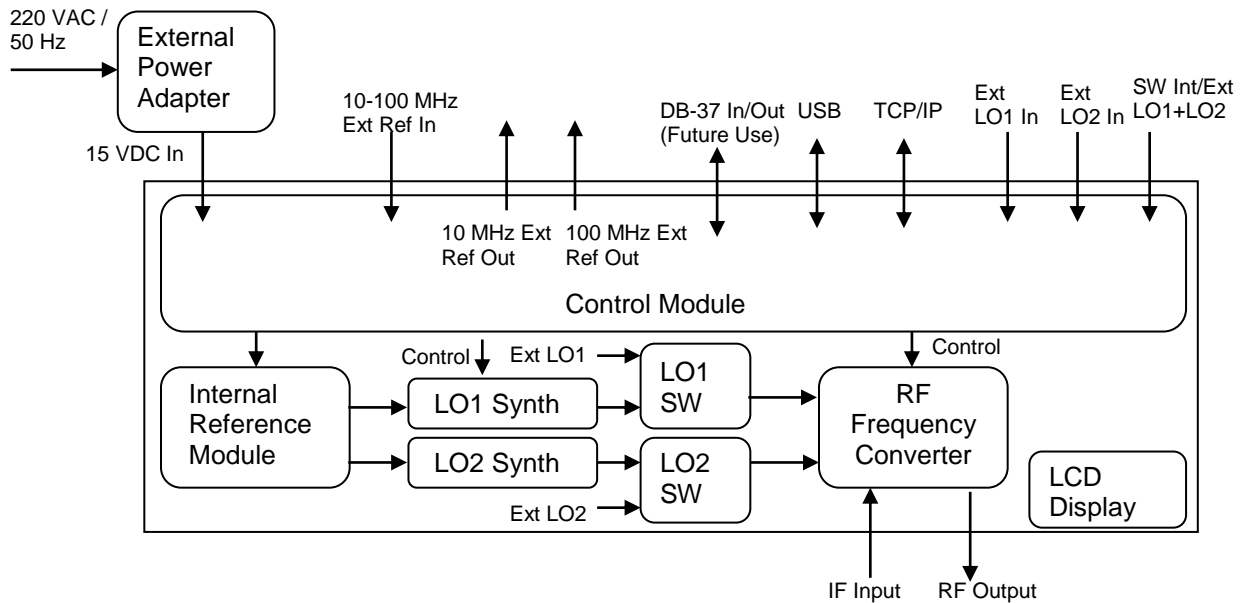 220 VAC /
50 Hz
External
Power
Adapter
15 VDC In
10-100 MHz
Ext Ref In
DB-37 In/Out
(Future Use)
USB
TCP/IP
Ext
LO1 In
Ext
LO2 In
SW Int/Ext
LO1+LO2
10 MHz Ext
Ref Out
100 MHz Ext
Ref Out
Control Module
Control
Ext LO1
Control
Internal
Reference
Module
LO1 Synth
LO1
SW
RF
Frequency
Converter
LO2 Synth
LO2
SW
Ext LO2
LCD
Display
IF Input
RF Output